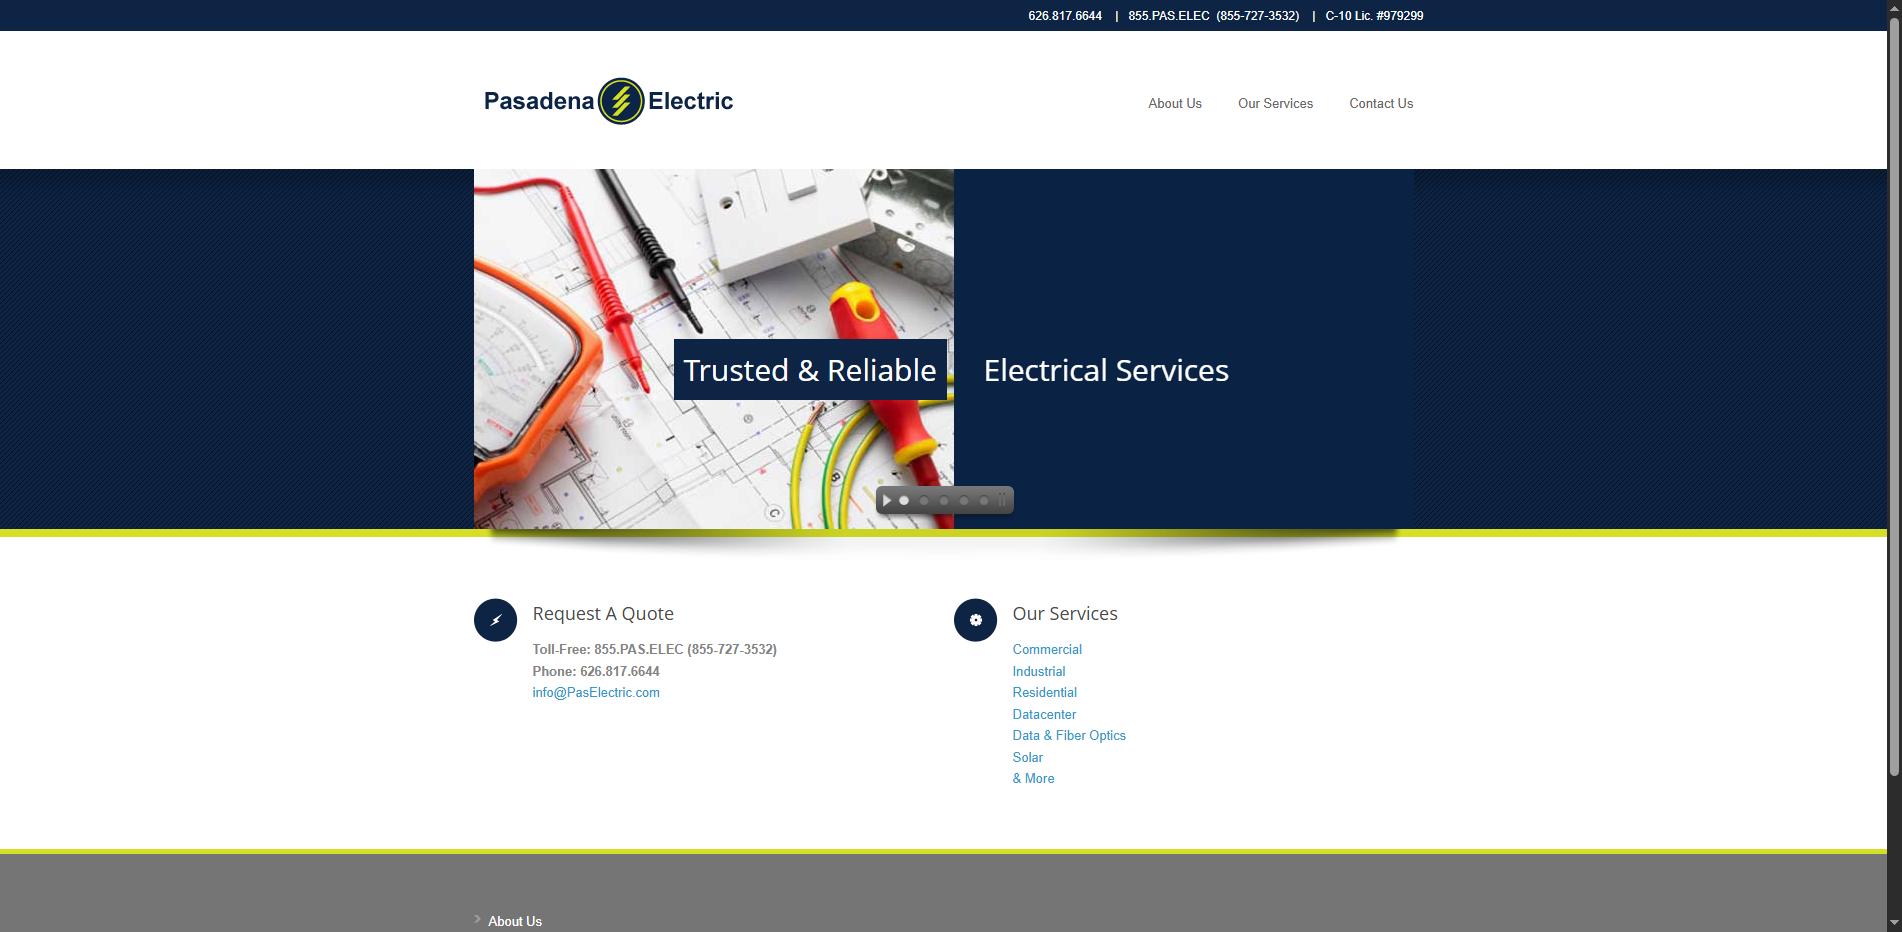 626.817.6644 | 855.PAS.ELEC (855-727-3532) | C-10 Lic. #979299
Pasadena Electric
About Us Our Services Contact Us
Trusted & Reliable Electrical Services
Request A Quote
Toll-Free: 855.PAS.ELEC (855-727-3532)
Phone: 626.817.6644
info@PasElectric.com
Our Services
Commercial
Industrial
Residential
Datacenter
Data & Fiber Optics
Solar
& More
About Us